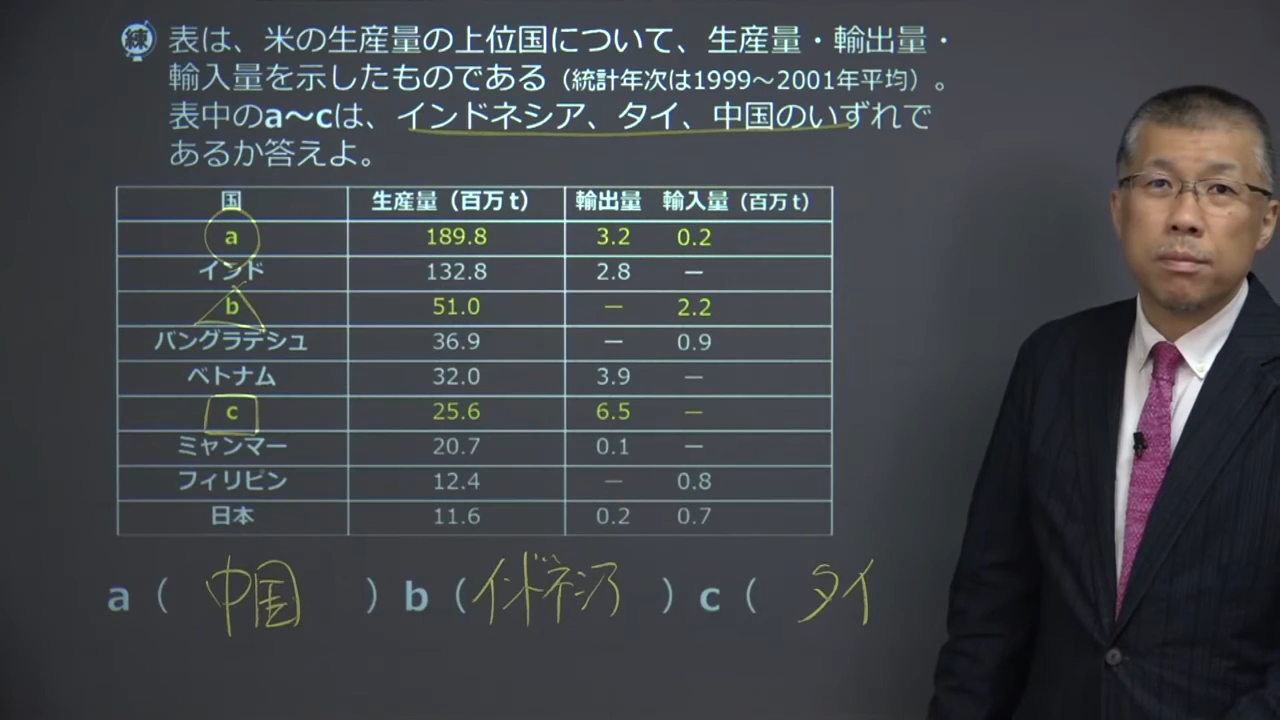 練 表は、米の生産量の上位国について、生産量・輸出量・
輸入量を示したものである（統計年次は1999～2001年平均）。
表中のa～cは、インドネシア、タイ、中国のいずれで
あるか答えよ。
国 生産量（百万t） 輸出量 輸入量（百万t）
a 189.8 3.2 0.2
インド 132.8 2.8 ―
b 51.0 ― 2.2
バングラデシュ 36.9 ― 0.9
ベトナム 32.0 3.9 ―
c 25.6 6.5 ―
ミャンマー 20.7 0.1 ―
フィリピン 12.4 ― 0.8
日本 11.6 0.2 0.7
a（ 中国 ）b（インドネシア ）c（ タイ